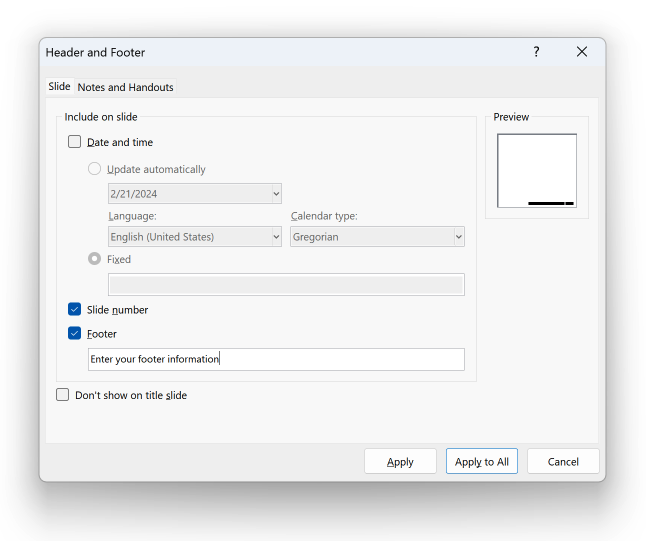 Header and Footer ?
Slide Notes and Handouts
Include on slide
Preview
Date and time
Update automatically
2/21/2024
Language: Calendar type:
English (United States) Gregorian
Fixed
Slide number
Footer
Enter your footer information
Don't show on title slide
Apply Apply to All Cancel